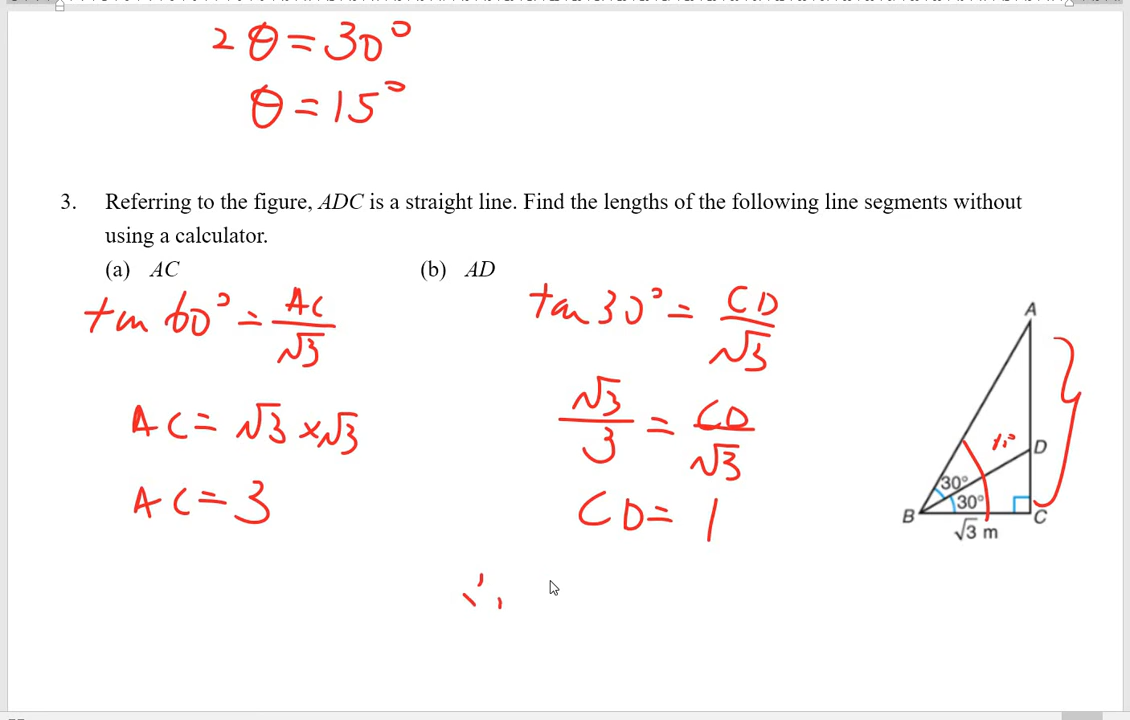 2θ = 30°
θ = 15°
3. Referring to the figure, ADC is a straight line. Find the lengths of the following line segments without
using a calculator.
(a) AC (b) AD
tan 60° = AC/√3
AC = √3 × √3
AC = 3
tan 30° = CD/√3
√3/3 = CD/√3
CD = 1
∴
A
D
30°
30°
B
C
√3 m